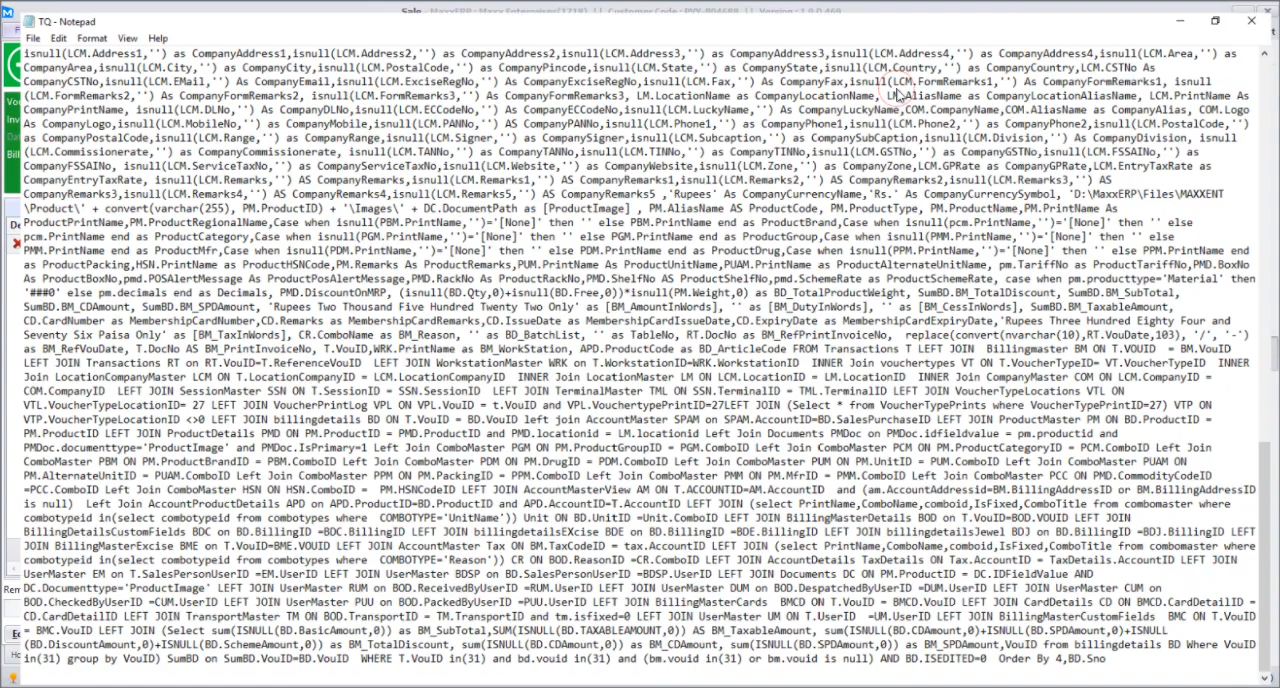 Sale - MaxxERP : Maxx Enterprises(1718) || Customer Code : PVY-B04688 || Version : 1.0.0.460
TQ - Notepad
File Edit Format View Help
isnull(LCM.Address1,'') as CompanyAddress1,isnull(LCM.Address2,'') as CompanyAddress2,isnull(LCM.Address3,'') as CompanyAddress3,isnull(LCM.Address4,'') as CompanyAddress4,isnull(LCM.Area,'') as
CompanyArea,isnull(LCM.City,'') as CompanyCity,isnull(LCM.PostalCode,'') as CompanyPincode,isnull(LCM.State,'') as CompanyState,isnull(LCM.Country,'') as CompanyCountry,LCM.CSTNo As
CompanyCSTNo,isnull(LCM.EMail,'') As CompanyEmail,isnull(LCM.ExciseRegNo,'') As CompanyExciseRegNo,isnull(LCM.Fax,'') As CompanyFax,isnull(LCM.FormRemarks1,'') As CompanyFormRemarks1, isnull
(LCM.FormRemarks2,'') As CompanyFormRemarks2, isnull(LCM.FormRemarks3,'') As CompanyFormRemarks3, LM.LocationName as CompanyLocationName, LM.AliasName as CompanyLocationAliasName, LCM.PrintName As
CompanyPrintName, isnull(LCM.DLNo,'') As CompanyDLNo,isnull(LCM.ECCodeNo,'') As CompanyECCodeNo,isnull(LCM.LuckyName,'') As CompanyLuckyName,COM.CompanyName,COM.AliasName as CompanyAlias, COM.Logo
As CompanyLogo,isnull(LCM.MobileNo,'') As CompanyMobile,isnull(LCM.PANNo,'') AS CompanyPANNo,isnull(LCM.Phone1,'') As CompanyPhone1,isnull(LCM.Phone2,'') As CompanyPhone2,isnull(LCM.PostalCode,'')
As CompanyPostalCode,isnull(LCM.Range,'') As CompanyRange,isnull(LCM.Signer,'') As CompanySigner,isnull(LCM.Subcaption,'') As CompanySubCaption,isnull(LCM.Division,'') As CompanyDivision, isnull
(LCM.Commissionerate,'') as CompanyCommissionerate, isnull(LCM.TANNo,'') as CompanyTANNo,isnull(LCM.TINNo,'') as CompanyTINNo,isnull(LCM.GSTNo,'') as CompanyGSTNo,isnull(LCM.FSSAINo,'') as
CompanyFSSAINo, isnull(LCM.ServiceTaxNo,'') as CompanyServiceTaxNo,isnull(LCM.Website,'') as CompanyWebsite,isnull(LCM.Zone,'') as CompanyZone,LCM.GPRate as CompanyGPRate,LCM.EntryTaxRate as
CompanyEntryTaxRate, isnull(LCM.Remarks,'') As CompanyRemarks,isnull(LCM.Remarks1,'') AS CompanyRemarks1,isnull(LCM.Remarks2,'') AS CompanyRemarks2,isnull(LCM.Remarks3,'') AS
CompanyRemarks3,isnull(LCM.Remarks4,'') AS CompanyRemarks4,isnull(LCM.Remarks5,'') AS CompanyRemarks5 ,'Rupees' As CompanyCurrencyName,'Rs.' As CompanyCurrencySymbol, 'D:\MaxxERP\Files\MAXXENT
\Product\' + convert(varchar(255), PM.ProductID) + '\Images\' + DC.DocumentPath as [ProductImage] , PM.AliasName AS ProductCode, PM.ProductType, PM.ProductName,PM.PrintName As
ProductPrintName,PM.ProductRegionalName,Case when isnull(PBM.PrintName,'')='[None]' then '' else PBM.PrintName end as ProductBrand,Case when isnull(pcm.PrintName,'')='[None]' then '' else
pcm.PrintName end as ProductCategory,Case when isnull(PGM.PrintName,'')='[None]' then '' else PGM.PrintName end as ProductGroup,Case when isnull(PMM.PrintName,'')='[None]' then '' else
PMM.PrintName end as ProductMfr,Case when isnull(PDM.PrintName,'')='[None]' then '' else PDM.PrintName end as ProductDrug,Case when isnull(PPM.PrintName,'')='[None]' then '' else PPM.PrintName end
as ProductPacking,HSN.PrintName as ProductHSNCode,PM.Remarks As ProductRemarks,PUM.PrintName As ProductUnitName,PUAM.PrintName as ProductAlternateUnitName, pm.TariffNo as ProductTariffNo,PMD.BoxNo
As ProductBoxNo,pmd.POSAlertMessage As ProductPosAlertMessage,PMD.RackNo AS ProductRackNo,PMD.ShelfNo AS ProductShelfNo,pmd.SchemeRate as ProductSchemeRate, case when pm.producttype='Material' then
'###0' else pm.decimals end as Decimals, PMD.DiscountOnMRP, (isnull(BD.Qty,0)+isnull(BD.Free,0))*isnull(PM.Weight,0) as BD_TotalProductWeight, SumBD.BM_TotalDiscount, SumBD.BM_SubTotal,
SumBD.BM_CDAmount, SumBD.BM_SPDAmount, 'Rupees Two Thousand Five Hundred Twenty Two Only' as [BM_AmountInWords], '' as [BM_DutyInWords], '' as [BM_CessInWords], SumBD.BM_TaxableAmount,
CD.CardNumber as MembershipCardNumber,CD.Remarks as MembershipCardRemarks,CD.IssueDate as MembershipCardIssueDate,CD.ExpiryDate as MembershipCardExpiryDate,'Rupees Three Hundred Eighty Four and
Seventy Six Paisa Only' as [BM_TaxInWords], CR.ComboName as BM_Reason, '' as BD_BatchList, '' as TableNo, RT.DocNo as BM_RefPrintInvoiceNo, replace(convert(nvarchar(10),RT.VouDate,103), '/', '-')
as BM_RefVouDate, T.DocNo AS BM_PrintInvoiceNo, T.VouID,WRK.PrintName as BM_WorkStation, APD.ProductCode as BD_ArticleCode FROM Transactions T LEFT JOIN Billingmaster BM ON T.VOUID = BM.VouID
LEFT JOIN Transactions RT on RT.VouID=T.ReferenceVouID LEFT JOIN WorkstationMaster WRK on T.WorkstationID=WRK.WorkstationID INNER Join vouchertypes VT ON T.VoucherTypeID= VT.VoucherTypeID INNER
Join LocationCompanyMaster LCM ON T.LocationCompanyID = LCM.LocationCompanyID INNER Join LocationMaster LM ON LCM.LocationID = LM.LocationID INNER Join CompanyMaster COM ON LCM.CompanyID =
COM.CompanyID LEFT JOIN SessionMaster SSN ON T.SessionID = SSN.SessionID LEFT JOIN TerminalMaster TML ON SSN.TerminalID = TML.TerminalID LEFT JOIN VoucherTypeLocations VTL ON
VTL.VoucherTypeLocationID= 27 LEFT JOIN VoucherPrintLog VPL ON VPL.VouID = t.VouID and VPL.VouchertypePrintID=27LEFT JOIN (Select * from VoucherTypePrints where VoucherTypePrintID=27) VTP ON
VTP.VoucherTypeLocationID <>0 LEFT JOIN billingdetails BD ON T.VouID = BD.VouID left join AccountMaster SPAM on SPAM.AccountID=BD.SalesPurchaseID LEFT JOIN ProductMaster PM ON BD.ProductID =
PM.ProductID LEFT JOIN ProductDetails PMD ON PM.ProductID = PMD.ProductID and PMD.locationid = LM.locationid Left Join Documents PMDoc on PMDoc.idfieldvalue = pm.productid and
PMDoc.documenttype='ProductImage' and PMDoc.IsPrimary=1 Left Join ComboMaster PGM ON PM.ProductGroupID = PGM.ComboID Left Join ComboMaster PCM ON PM.ProductCategoryID = PCM.ComboID Left Join
ComboMaster PBM ON PM.ProductBrandID = PBM.ComboID Left Join ComboMaster PDM ON PM.DrugID = PDM.ComboID Left Join ComboMaster PUM ON PM.UnitID = PUM.ComboID Left Join ComboMaster PUAM ON
PM.AlternateUnitID = PUAM.ComboID Left Join ComboMaster PPM ON PM.PackingID = PPM.ComboID Left Join ComboMaster PMM ON PM.MfrID = PMM.ComboID Left Join ComboMaster PCC ON PMD.CommodityCodeID
=PCC.ComboID Left Join ComboMaster HSN ON HSN.ComboID = PM.HSNCodeID LEFT JOIN AccountMasterView AM ON T.ACCOUNTID=AM.AccountID and (am.AccountAddressid=BM.BillingAddressID or BM.BillingAddressID
is null) Left Join AccountProductDetails APD on APD.ProductID=BD.ProductID and APD.AccountID=T.AccountID LEFT JOIN (select PrintName,ComboName,comboid,IsFixed,ComboTitle from combomaster where
combotypeid in(select combotypeid from combotypes where COMBOTYPE='UnitName')) Unit ON BD.UnitID =Unit.ComboID LEFT JOIN BillingMasterDetails BOD on T.VouID=BOD.VOUID LEFT JOIN
BillingDetailsCustomFields BDC on BD.BillingID =BDC.BillingID LEFT JOIN billingdetailsEXcise BDE on BD.BillingID =BDE.BillingID LEFT JOIN billingdetailsJewel BDJ on BD.BillingID =BDJ.BillingID LEFT
JOIN BillingMasterExcise BME on T.VouID=BME.VOUID LEFT JOIN AccountMaster Tax ON BM.TaxCodeID = tax.AccountID LEFT JOIN (select PrintName,ComboName,comboid,IsFixed,ComboTitle from combomaster where
combotypeid in(select combotypeid from combotypes where COMBOTYPE='Reason')) CR ON BOD.ReasonID =CR.ComboID LEFT JOIN AccountDetails TaxDetails ON Tax.AccountID = TaxDetails.AccountID LEFT JOIN
UserMaster EM on T.SalesPersonUserID =EM.UserID LEFT JOIN UserMaster BDSP on BD.SalesPersonUserID =BDSP.UserID LEFT JOIN Documents DC ON PM.ProductID = DC.IDFieldValue AND
DC.Documenttype='ProductImage' LEFT JOIN UserMaster RUM on BOD.ReceivedByUserID =RUM.UserID LEFT JOIN UserMaster DUM on BOD.DespatchedByUserID =DUM.UserID LEFT JOIN UserMaster CUM on
BOD.CheckedByUserID =CUM.UserID LEFT JOIN UserMaster PUU on BOD.PackedByUserID =PUU.UserID LEFT JOIN BillingMasterCards BMCD ON T.VouID = BMCD.VouID LEFT JOIN CardDetails CD ON BMCD.CardDetailID =
CD.CardDetailID LEFT JOIN TransportMaster TM ON BOD.TransportID = TM.TransportID and tm.isfixed=0 LEFT JOIN UserMaster UM on T.UserID =UM.UserID LEFT JOIN BillingMasterCustomFields BMC ON T.VouID
= BMC.VouID LEFT JOIN (Select sum(ISNULL(BD.BasicAmount,0)) as BM_SubTotal,SUM(ISNULL(BD.TAXABLEAMOUNT,0)) AS BM_TaxableAmount, sum(ISNULL(BD.CDAmount,0)+ISNULL(BD.SPDAmount,0)+ISNULL
(BD.DiscountAmount,0)+ISNULL(BD.SchemeAmount,0)) as BM_TotalDiscount, sum(ISNULL(BD.CDAmount,0)) as BM_CDAmount, sum(ISNULL(BD.SPDAmount,0)) as BM_SPDAmount,VouID from billingdetails BD Where VouID
in(31) group by VouID) SumBD on SumBD.VouID=BD.VouID WHERE T.VouID in(31) and bd.vouid in(31) and (bm.vouid in(31) or bm.vouid is null) AND BD.ISEDITED=0 Order By 4,BD.Sno